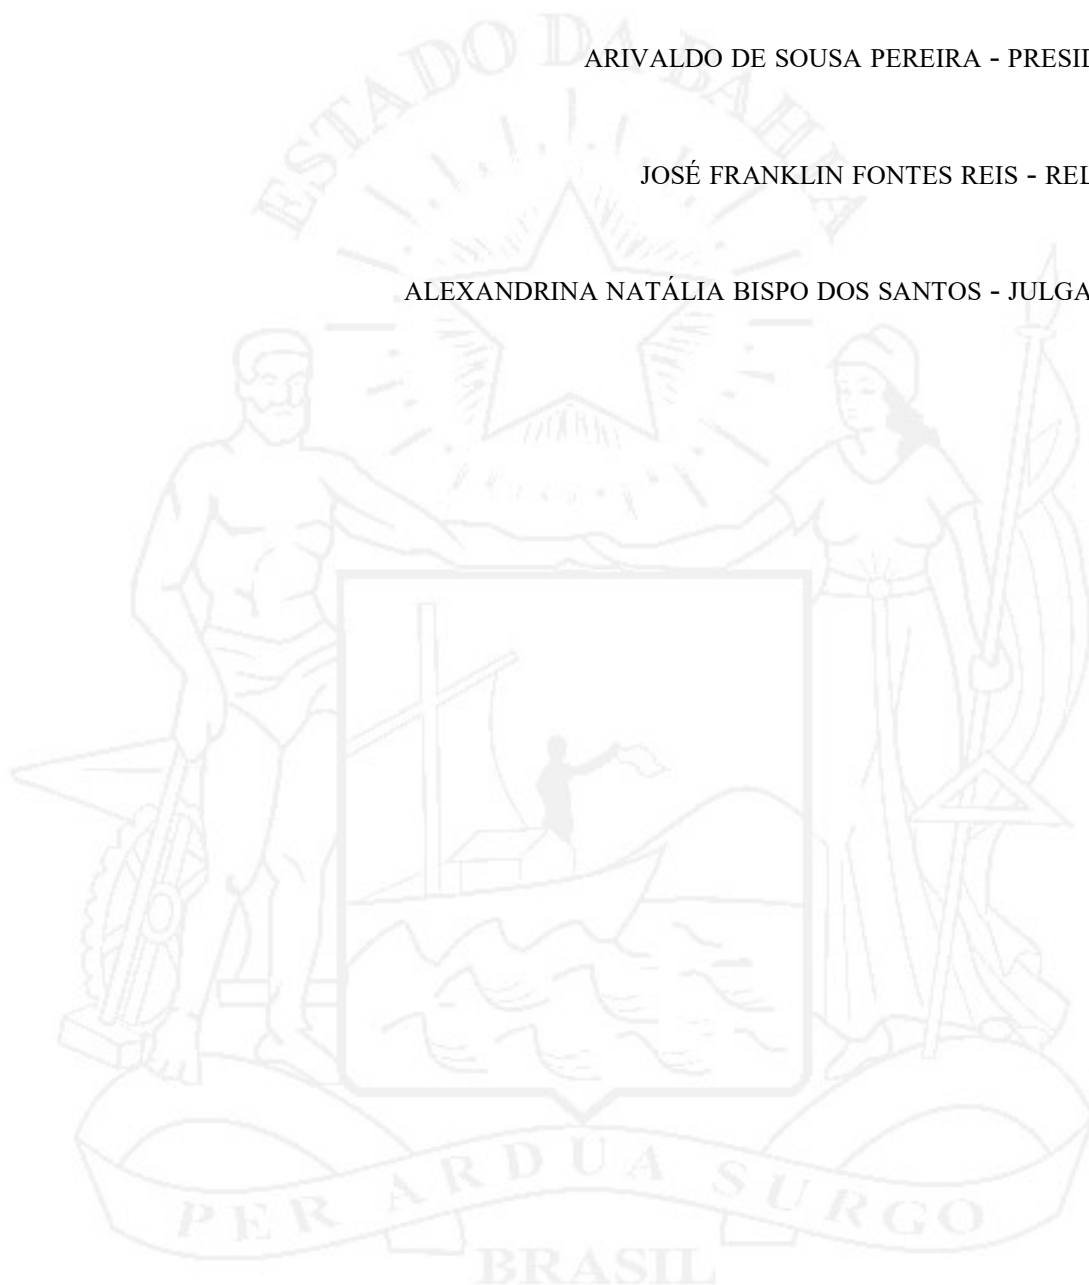 ESTADO DA BAHIA
ARIVALDO DE SOUSA PEREIRA - PRESI
JOSÉ FRANKLIN FONTES REIS - REL
ALEXANDRINA NATÁLIA BISPO DOS SANTOS - JULGA
PER ARDUA SURGO
BRASIL